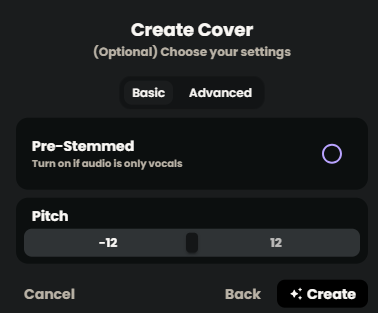 Create Cover
(Optional) Choose your settings
Basic Advanced
Pre-Stemmed
Turn on if audio is only vocals
Pitch
-12 12
Cancel Back Create